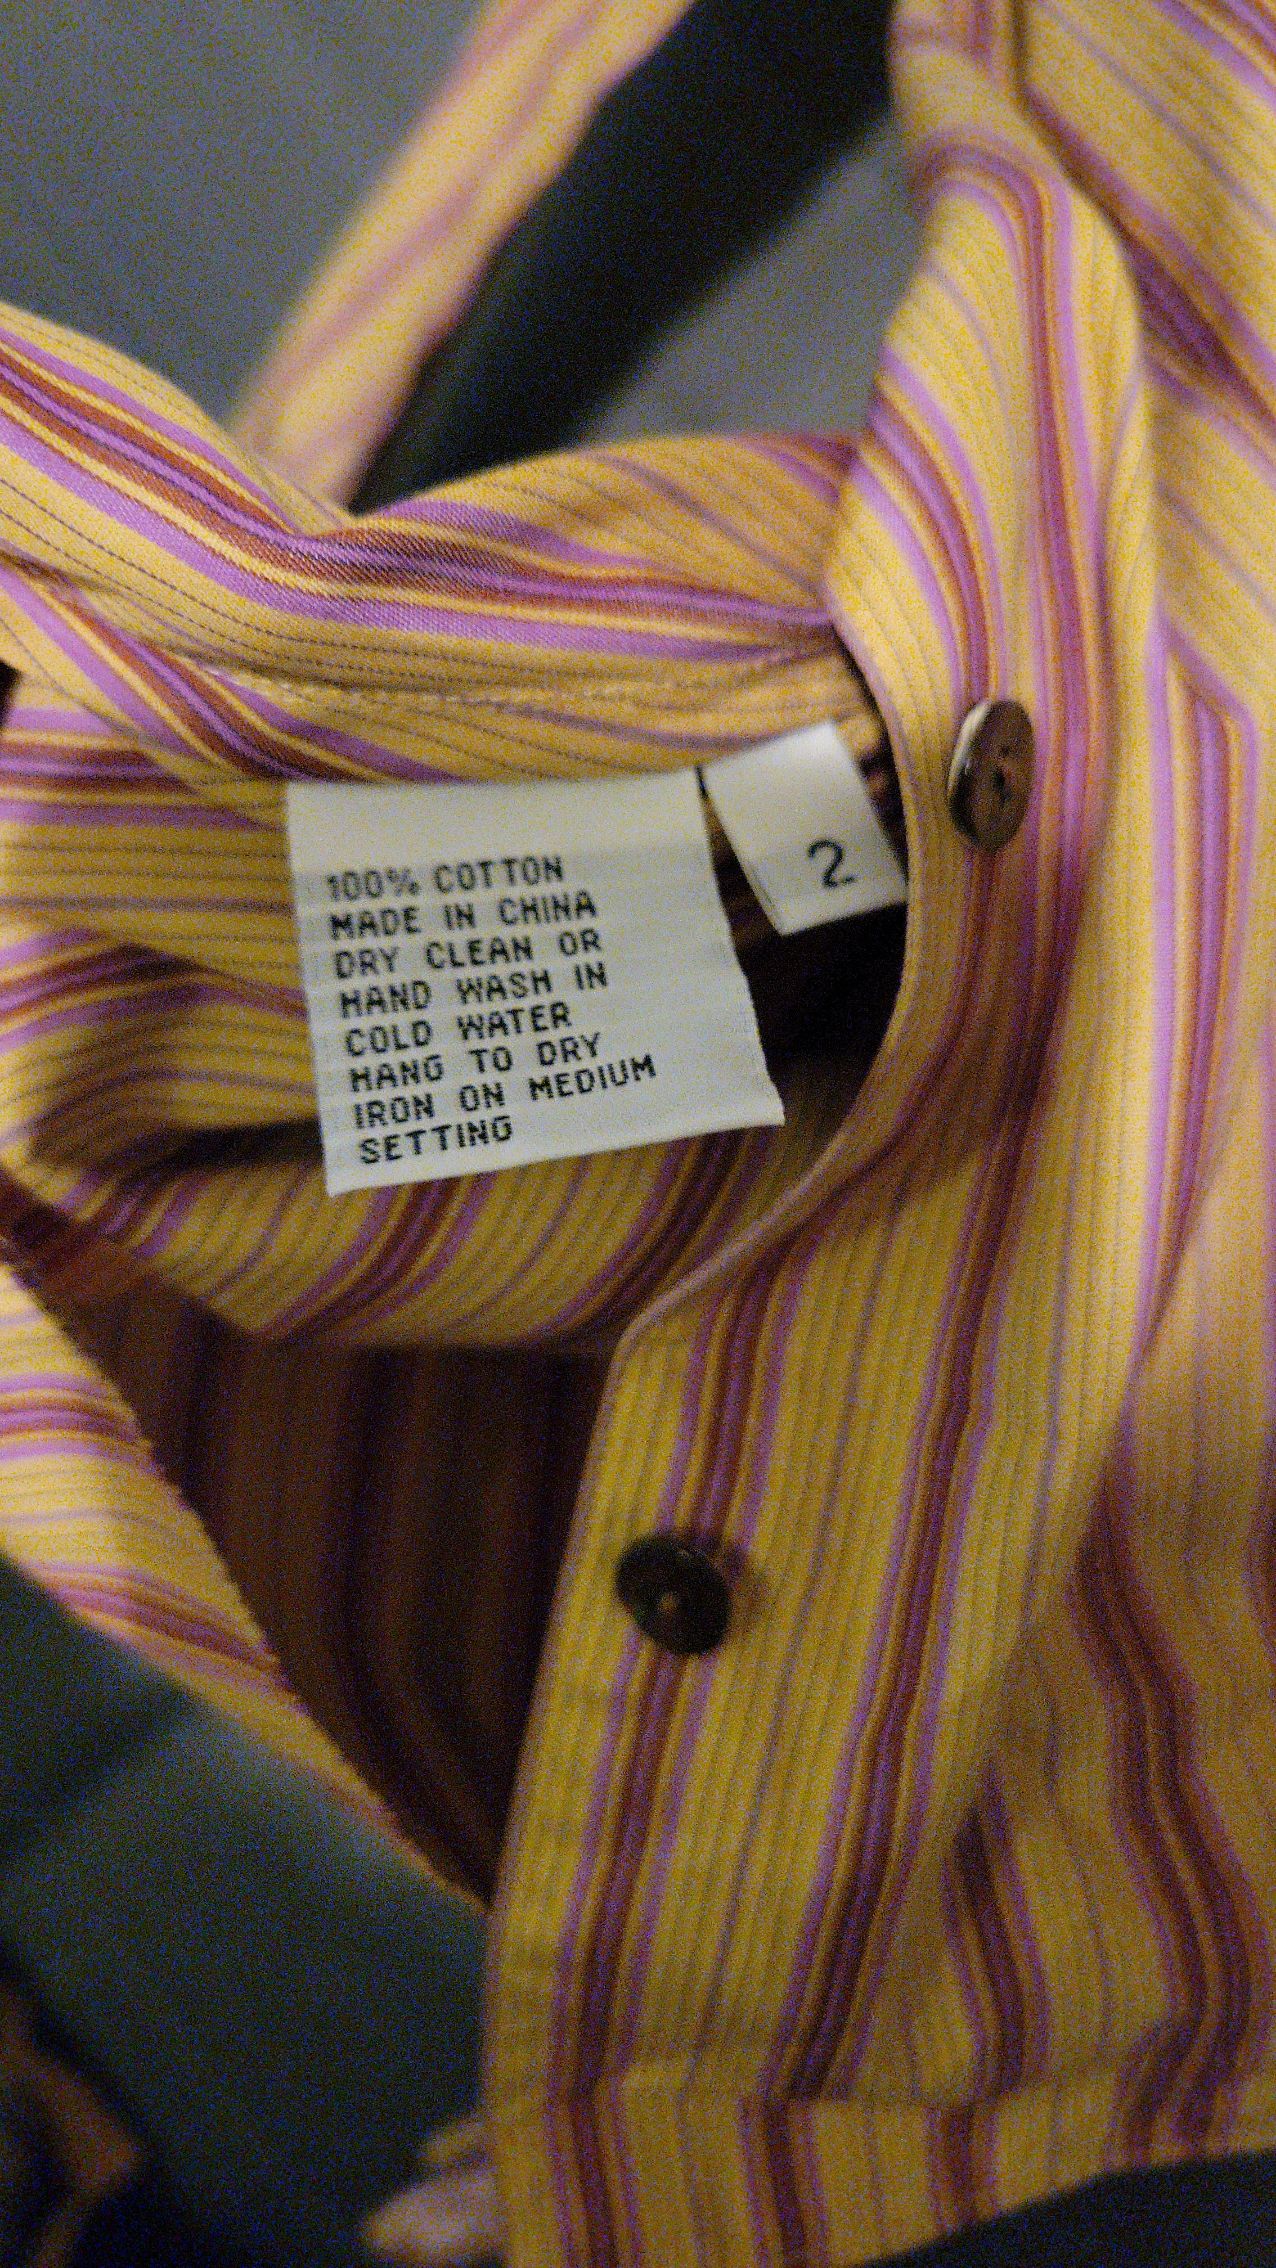 100% COTTON
MADE IN CHINA
DRY CLEAN OR
HAND WASH IN
COLD WATER
HANG TO DRY
IRON ON MEDIUM
SETTING
2